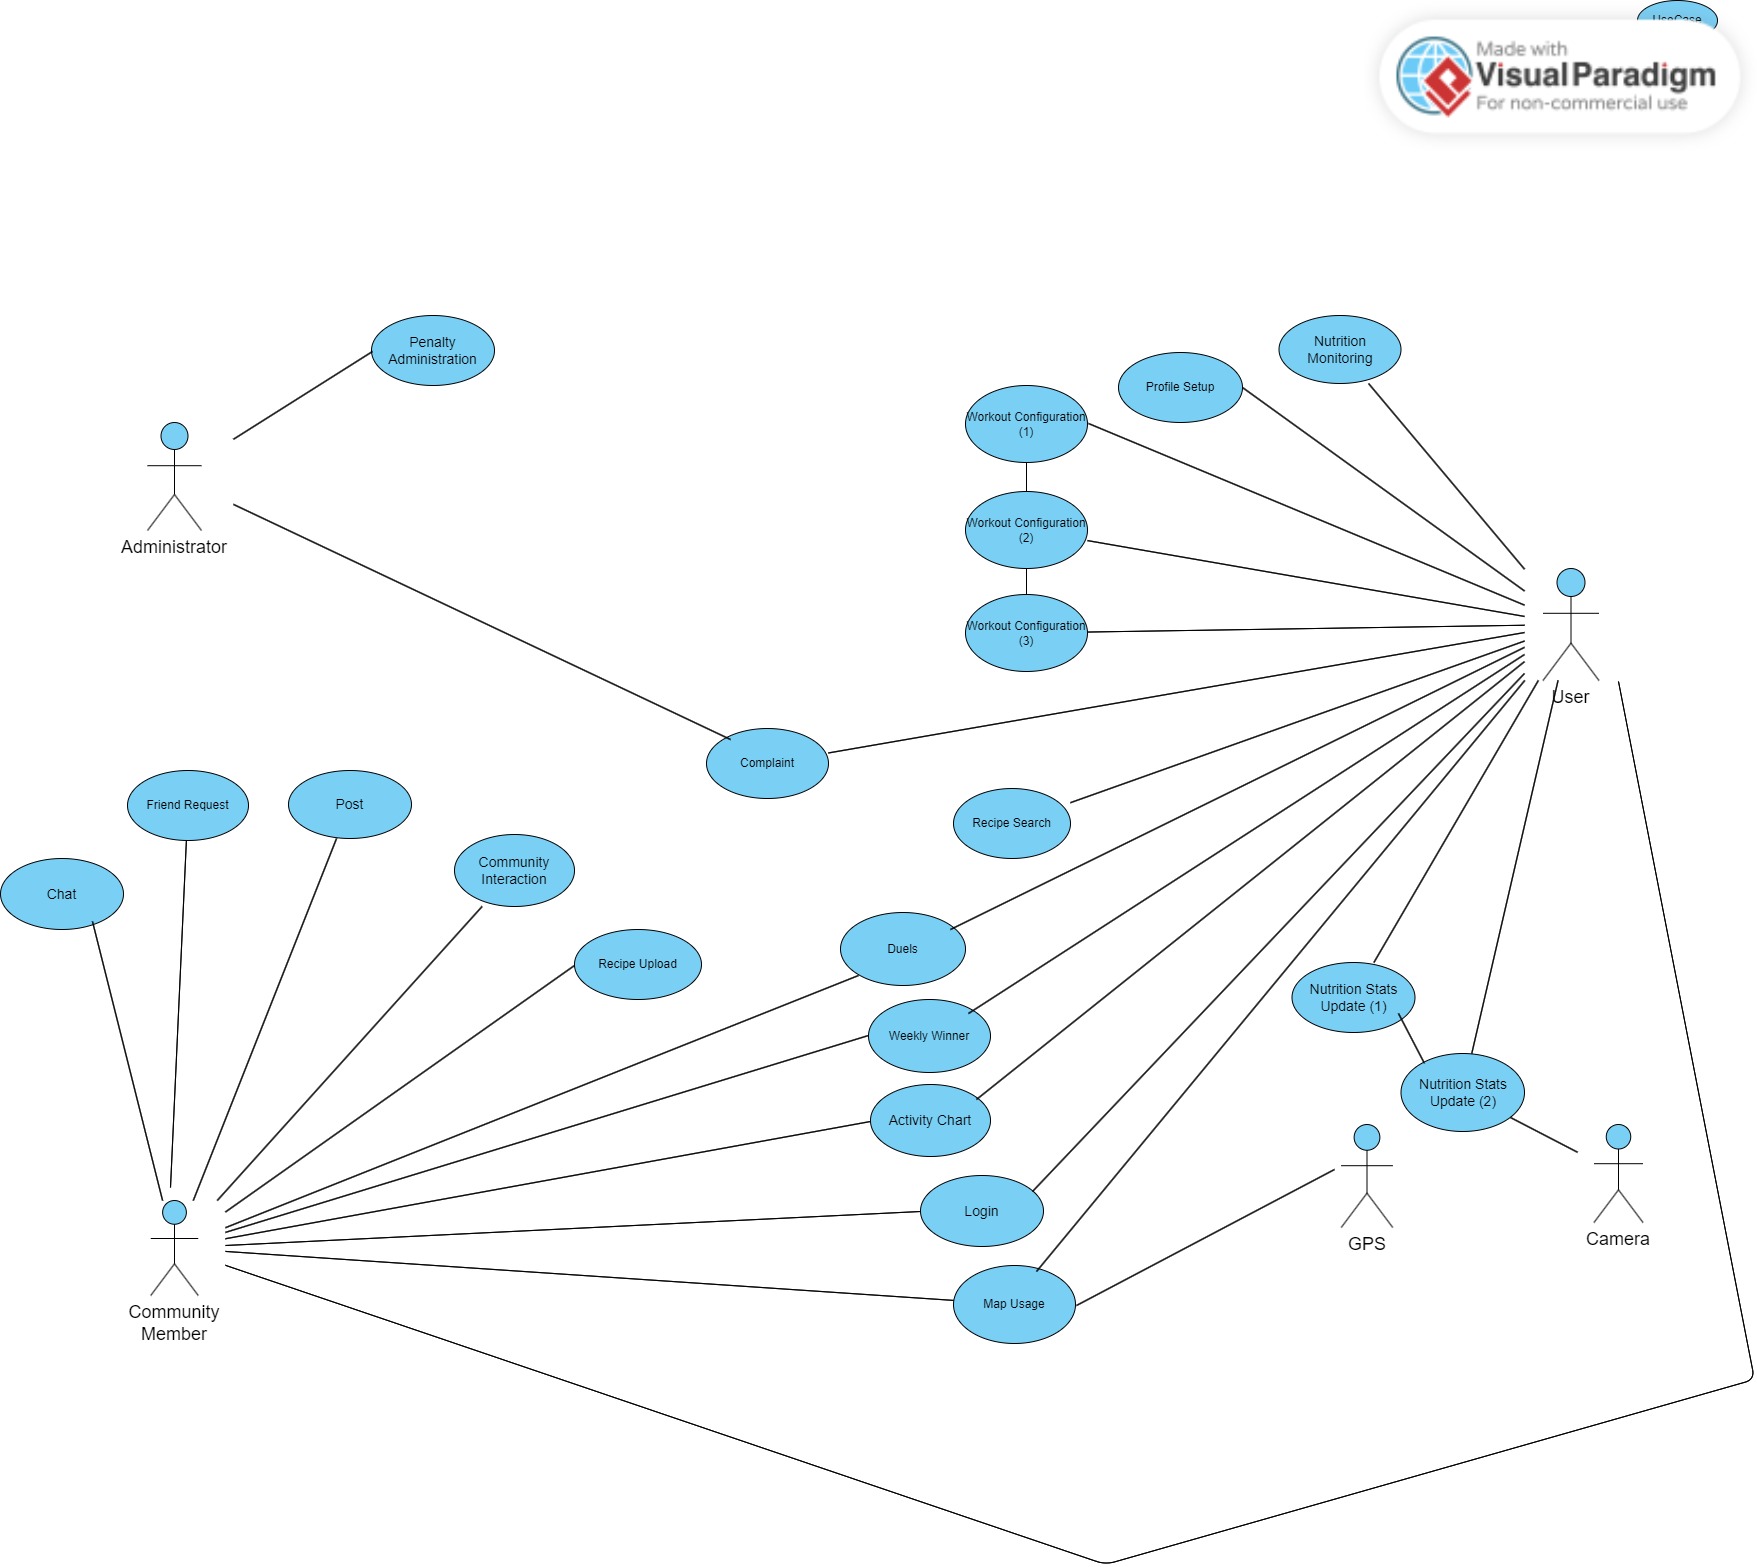 UseCase
Made with
Visual Paradigm
For non-commercial use
Penalty
Administration
Nutrition
Monitoring
Profile Setup
Workout Configuration
(1)
Workout Configuration
(2)
Workout Configuration
(3)
Administrator
User
Complaint
Friend Request
Post
Recipe Search
Community
Interaction
Chat
Duels
Recipe Upload
Nutrition Stats
Update (1)
Weekly Winner
Nutrition Stats
Update (2)
Activity Chart
Login
GPS
Camera
Map Usage
Community
Member